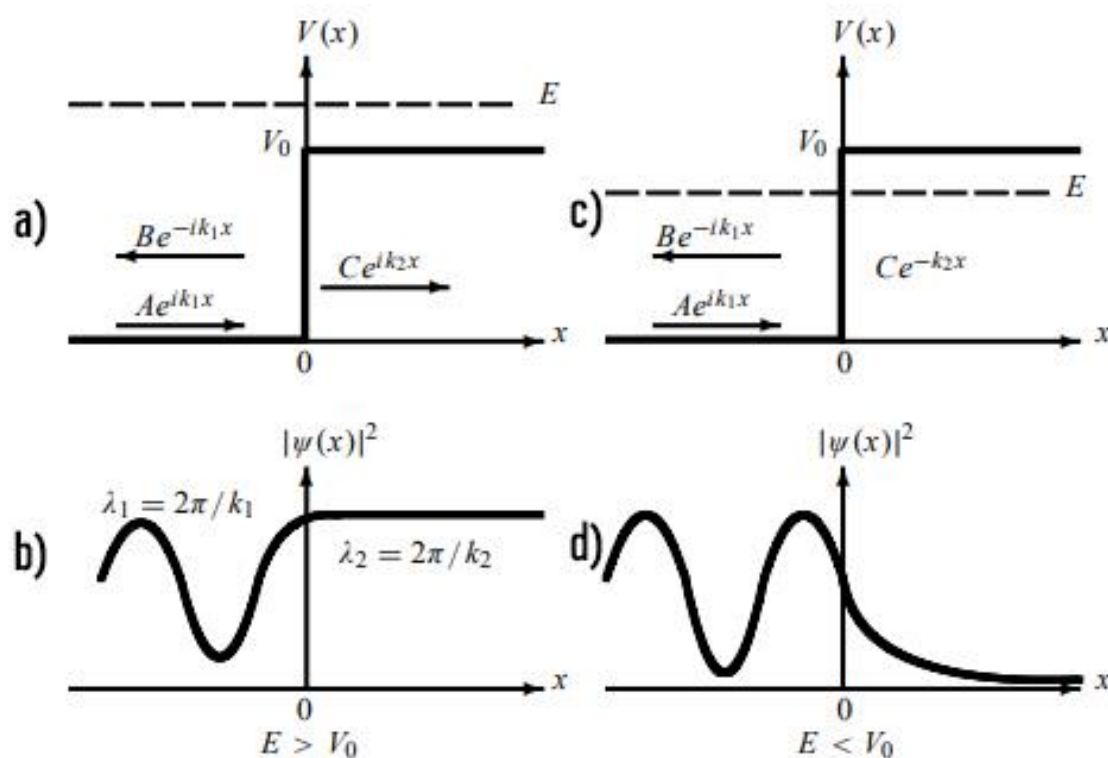 V(x)
E
V₀
a)
Be^{-ik₁x}
Ce^{ik₂x}
Ae^{ik₁x}
x
0
V(x)
V₀
E
c)
Be^{-ik₁x}
Ce^{-k₂x}
Ae^{ik₁x}
x
0
|ψ(x)|²
λ₁ = 2π/k₁
b)
λ₂ = 2π/k₂
x
0
E > V₀
|ψ(x)|²
d)
x
0
E < V₀